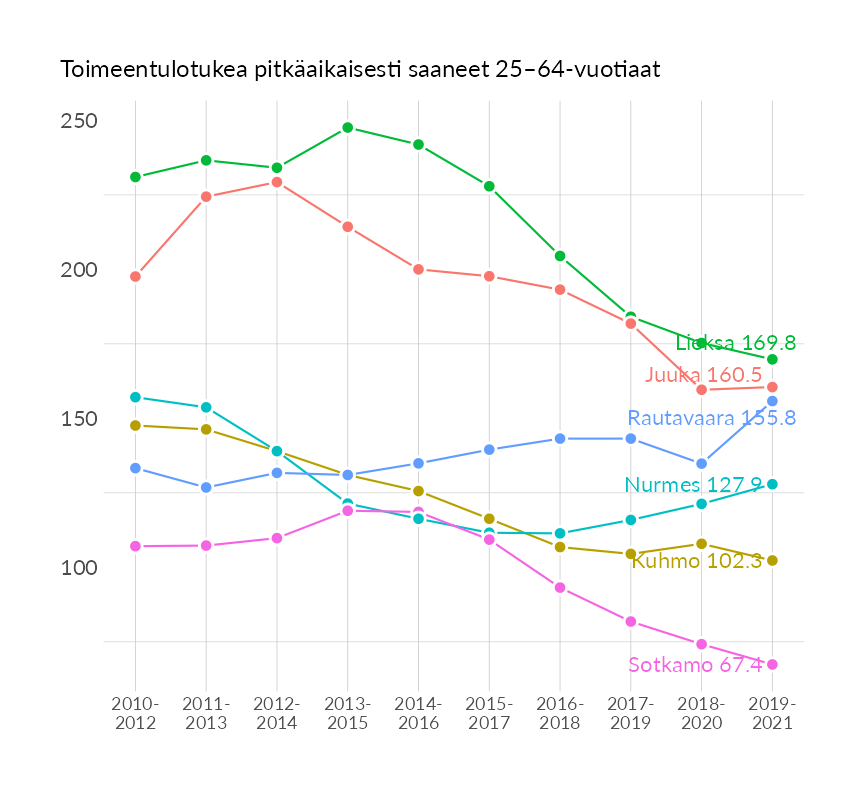 Toimeentulotukea pitkäaikaisesti saaneet 25–64-vuotiaat
250
200
150
100
Lieksa 169.8
Juuka 160.5
Rautavaara 155.8
Nurmes 127.9
Kuhmo 102.3
Sotkamo 67.4
2010- 2011- 2012- 2013- 2014- 2015- 2016- 2017- 2018- 2019-
2012 2013 2014 2015 2016 2017 2018 2019 2020 2021